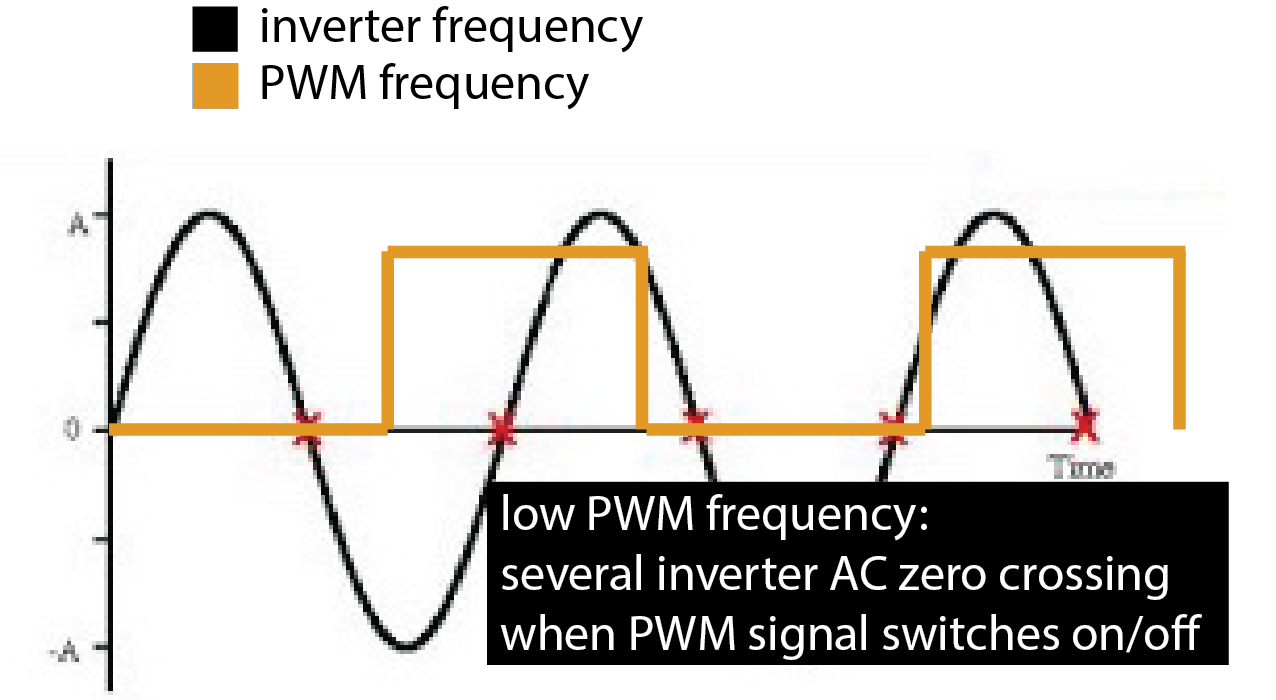 inverter frequency
PWM frequency
A
0
-A
Time
low PWM frequency:
several inverter AC zero crossing
when PWM signal switches on/off